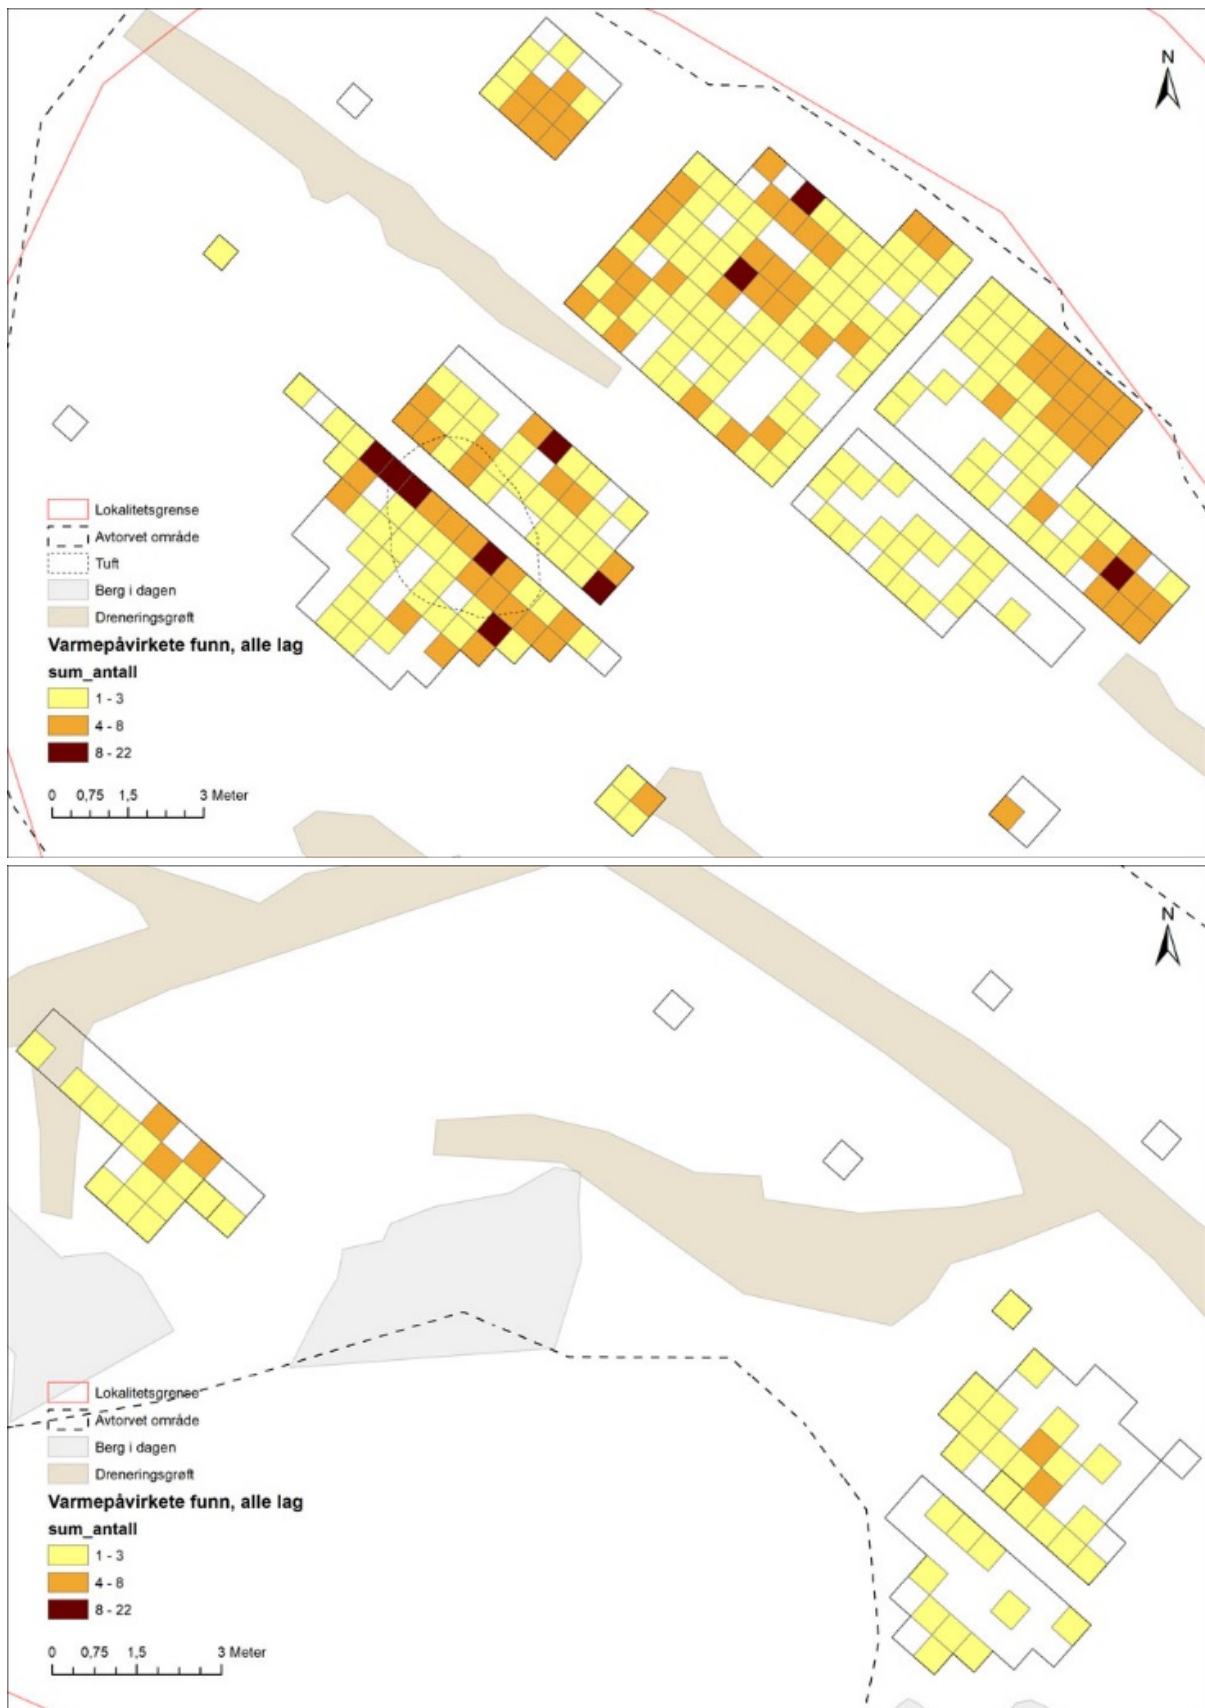 N
Lokalitetsgrense
Avtorvet område
Tuft
Berg i dagen
Dreneringsgrøft
Varmepåvirkete funn, alle lag
sum_antall
1 - 3
4 - 8
8 - 22
0 0,75 1,5 3 Meter
N
Lokalitetsgrense
Avtorvet område
Berg i dagen
Dreneringsgrøft
Varmepåvirkete funn, alle lag
sum_antall
1 - 3
4 - 8
8 - 22
0 0,75 1,5 3 Meter